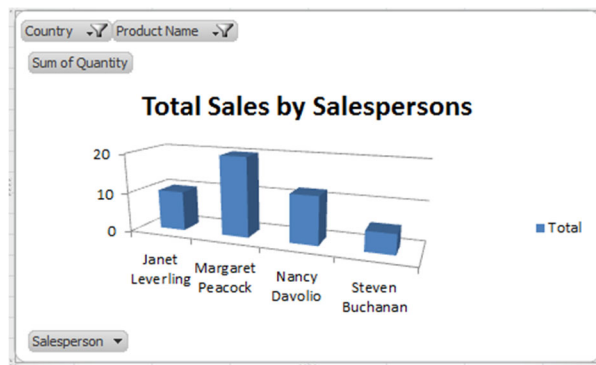 Country Product Name
Sum of Quantity
Total Sales by Salespersons
20
10
0
Janet Leverling
Margaret Peacock
Nancy Davolio
Steven Buchanan
Total
Salesperson